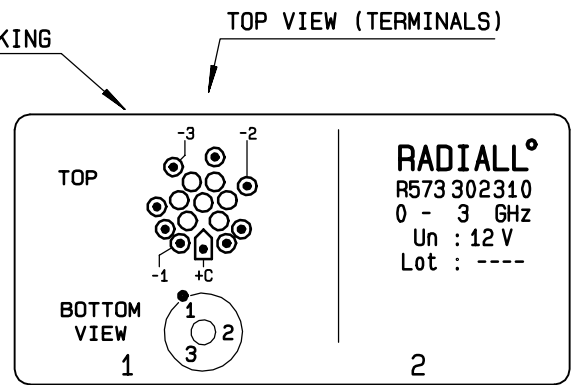 TOP VIEW (TERMINALS)
KING
-3 -2
TOP
-1 +C
BOTTOM
VIEW
1
2
3
1
RADIALL°
R573 302310
0 - 3 GHz
Un : 12 V
Lot : ----
2